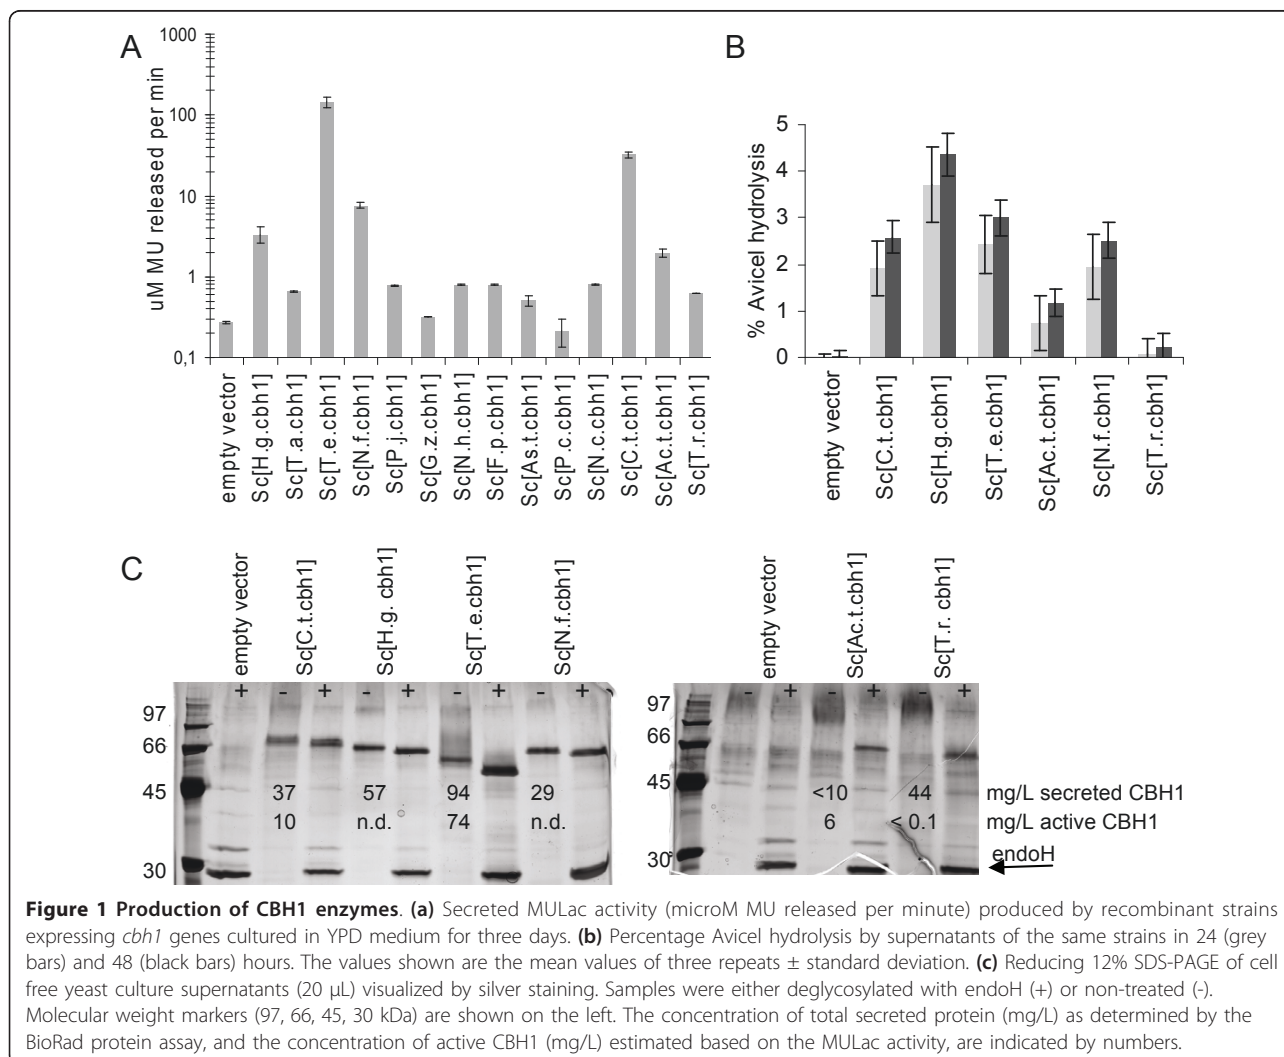 A
1000
100
10
1
0,1
uM MU released per min
empty vector
Sc[H.g.cbh1]
Sc[T.a.cbh1]
Sc[T.e.cbh1]
Sc[N.f.cbh1]
Sc[P.j.cbh1]
Sc[G.z.cbh1]
Sc[N.h.cbh1]
Sc[F.p.cbh1]
Sc[As.t.cbh1]
Sc[P.c.cbh1]
Sc[N.c.cbh1]
Sc[C.t.cbh1]
Sc[Ac.t.cbh1]
Sc[T.r.cbh1]
B
5
4
3
2
1
0
% Avicel hydrolysis
empty vector
Sc[C.t.cbh1]
Sc[H.g.cbh1]
Sc[T.e.cbh1]
Sc[Ac.t.cbh1]
Sc[N.f.cbh1]
Sc[T.r.cbh1]
C
empty vector
Sc[C.t.cbh1]
Sc[H.g. cbh1]
Sc[T.e.cbh1]
Sc[N.f.cbh1]
+ - + - + - + - +
97
66
45
30
37 57 94 29
10 n.d. 74 n.d.
empty vector
Sc[Ac.t.cbh1]
Sc[T.r. cbh1]
- + - + - +
97
66
45
30
<10 44 mg/L secreted CBH1
6 < 0.1 mg/L active CBH1
endoH
Figure 1 Production of CBH1 enzymes. (a) Secreted MULac activity (microM MU released per minute) produced by recombinant strains
expressing cbh1 genes cultured in YPD medium for three days. (b) Percentage Avicel hydrolysis by supernatants of the same strains in 24 (grey
bars) and 48 (black bars) hours. The values shown are the mean values of three repeats ± standard deviation. (c) Reducing 12% SDS-PAGE of cell
free yeast culture supernatants (20 μL) visualized by silver staining. Samples were either deglycosylated with endoH (+) or non-treated (-).
Molecular weight markers (97, 66, 45, 30 kDa) are shown on the left. The concentration of total secreted protein (mg/L) as determined by the
BioRad protein assay, and the concentration of active CBH1 (mg/L) estimated based on the MULac activity, are indicated by numbers.